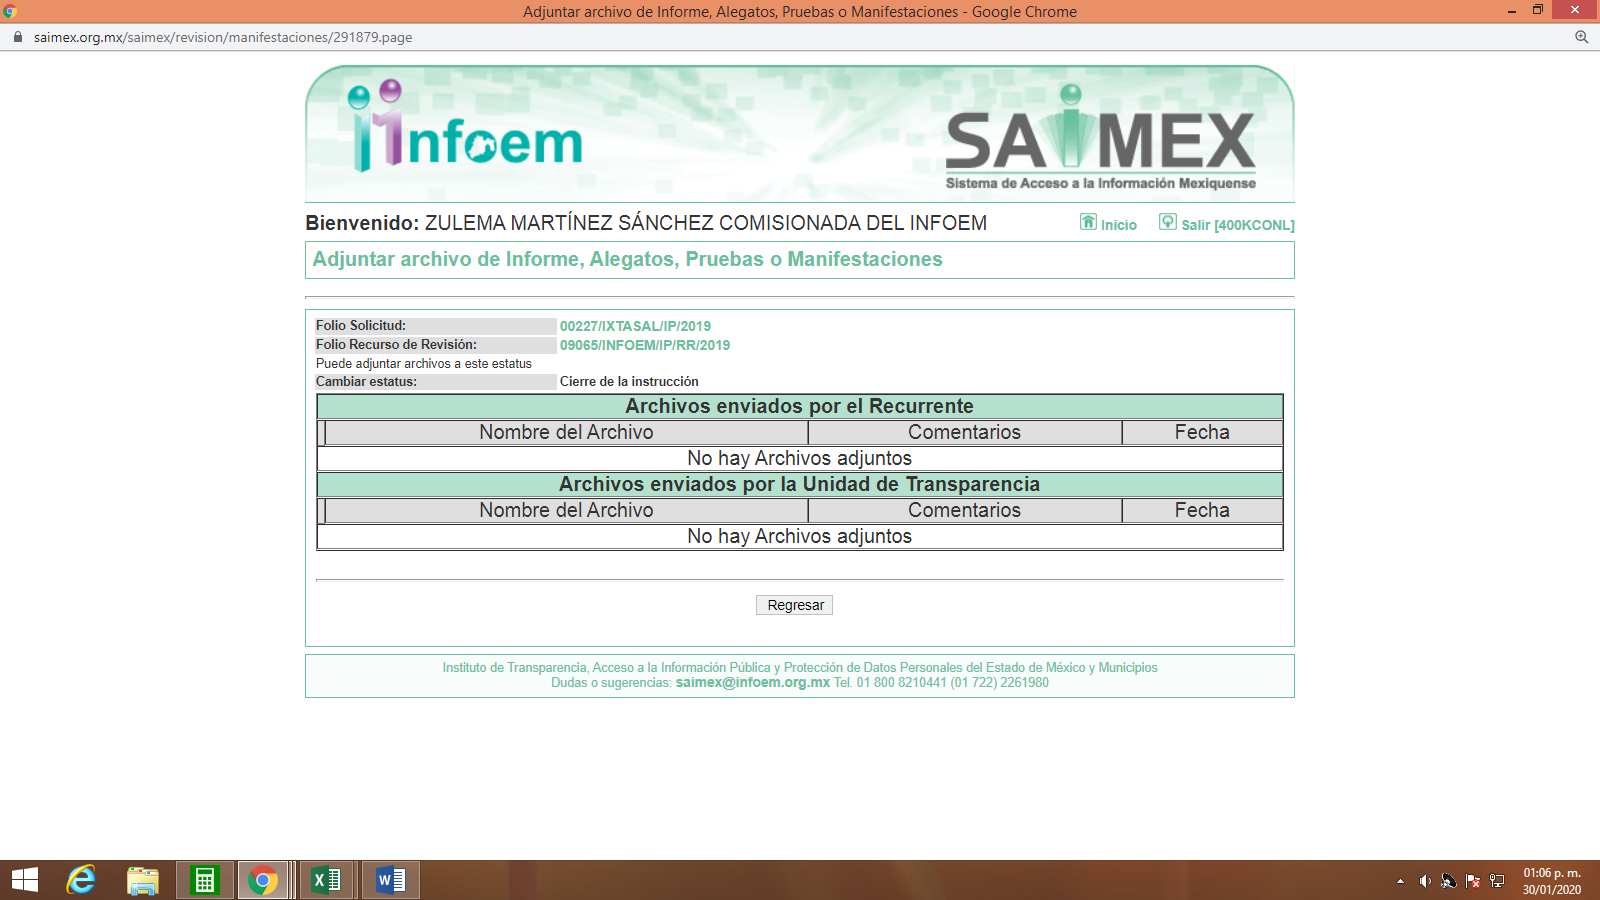 Adjuntar archivo de Informe, Alegatos, Pruebas o Manifestaciones - Google Chrome
saimex.org.mx/saimex/revision/manifestaciones/291879.page
infoem
SAIMEX
Sistema de Acceso a la Información Mexiquense
Bienvenido: ZULEMA MARTÍNEZ SÁNCHEZ COMISIONADA DEL INFOEM Inicio Salir [400KCONL]
Adjuntar archivo de Informe, Alegatos, Pruebas o Manifestaciones
Folio Solicitud: 00227/IXTASAL/IP/2019
Folio Recurso de Revisión: 09065/INFOEM/IP/RR/2019
Puede adjuntar archivos a este estatus
Cambiar estatus: Cierre de la instrucción
Archivos enviados por el Recurrente
Nombre del Archivo Comentarios Fecha
No hay Archivos adjuntos
Archivos enviados por la Unidad de Transparencia
Nombre del Archivo Comentarios Fecha
No hay Archivos adjuntos
Regresar
Instituto de Transparencia, Acceso a la Información Pública y Protección de Datos Personales del Estado de México y Municipios
Dudas o sugerencias: saimex@infoem.org.mx Tel. 01 800 8210441 (01 722) 2261980
01:06 p. m.
30/01/2020